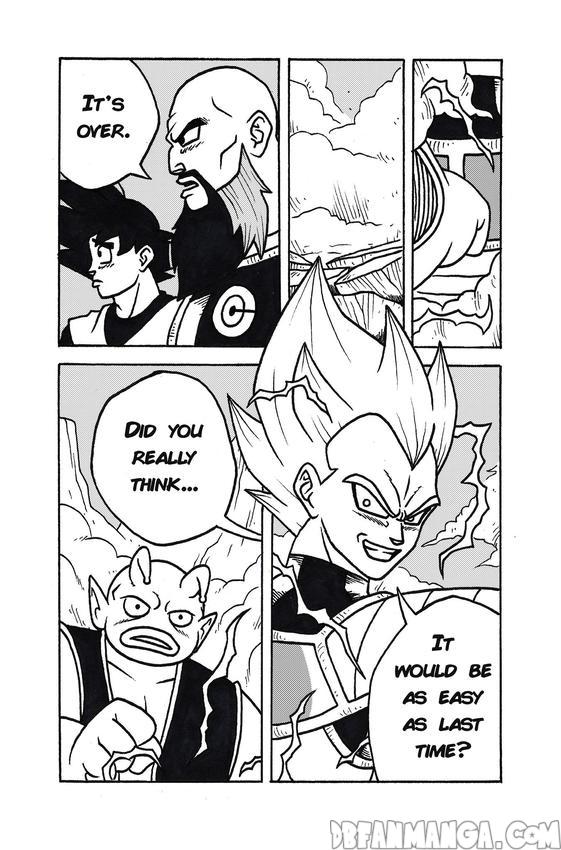 It's
over.
Did you
really
think...
It
would be
as easy
as last
time?
DBFANMANGA.COM